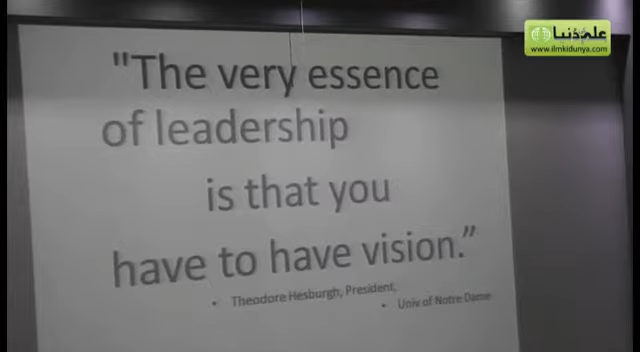 علم کی دنیا
www.ilmkidunya.com
"The very essence
of leadership
is that you
have to have vision.”
• Theodore Hesburgh, President,
• Univ of Notre Dame